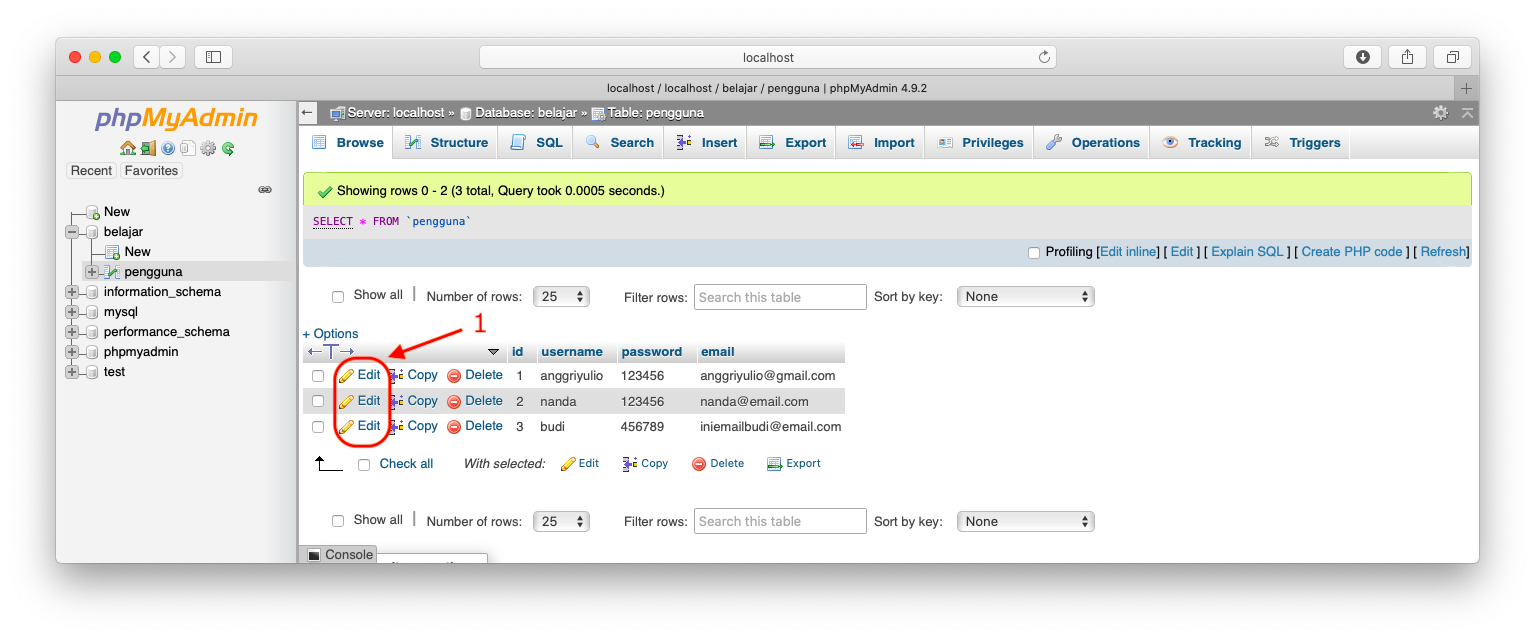 localhost
localhost / localhost / belajar / pengguna | phpMyAdmin 4.9.2
phpMyAdmin
Server: localhost » Database: belajar » Table: pengguna
Browse Structure SQL Search Insert Export Import Privileges Operations Tracking Triggers
Recent Favorites
New
belajar
New
pengguna
information_schema
mysql
performance_schema
phpmyadmin
test
Showing rows 0 - 2 (3 total, Query took 0.0005 seconds.)
SELECT * FROM `pengguna`
Profiling [Edit inline] [ Edit ] [ Explain SQL ] [ Create PHP code ] [ Refresh]
Show all | Number of rows: 25 Filter rows: Search this table Sort by key: None
1
+ Options
←T→ id username password email
Edit Copy Delete 1 anggriyulio 123456 anggriyulio@gmail.com
Edit Copy Delete 2 nanda 123456 nanda@email.com
Edit Copy Delete 3 budi 456789 iniemailbudi@email.com
Check all With selected: Edit Copy Delete Export
Show all | Number of rows: 25 Filter rows: Search this table Sort by key: None
Console